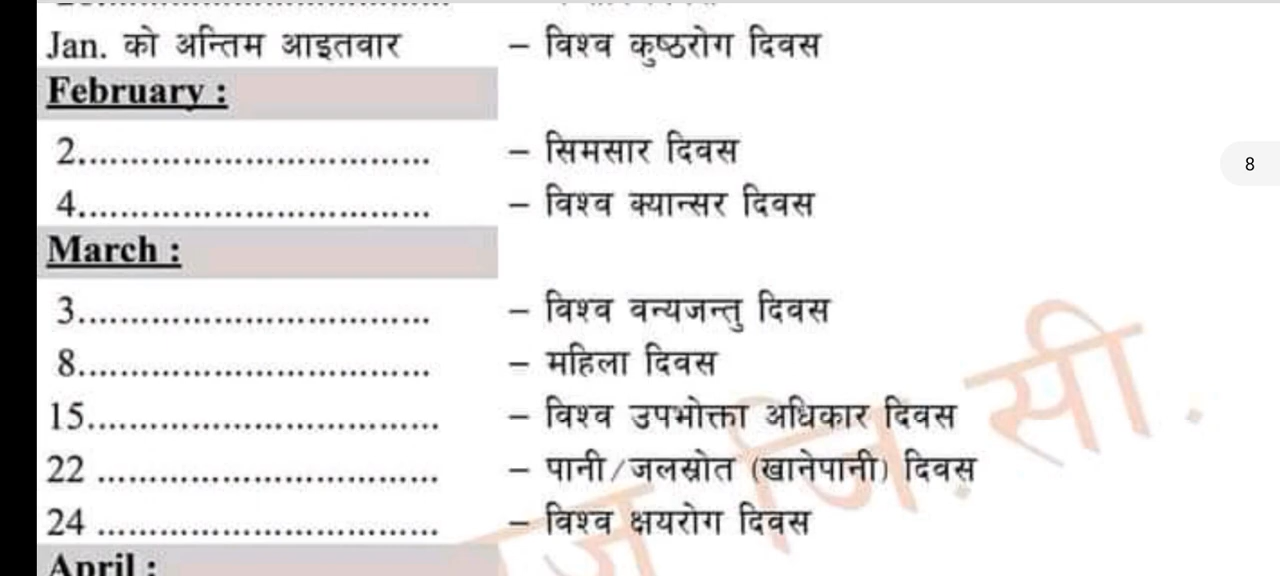 Jan. को अन्तिम आइतवार – विश्व कुष्ठरोग दिवस
February :
2.................................. – सिमसार दिवस
4.................................. – विश्व क्यान्सर दिवस
8
March :
3.................................. – विश्व वन्यजन्तु दिवस
8.................................. – महिला दिवस
15.................................. – विश्व उपभोक्ता अधिकार दिवस
22 ................................. – पानी/जलस्रोत (खानेपानी) दिवस
24 ................................. – विश्व क्षयरोग दिवस
April :
जि. सी.